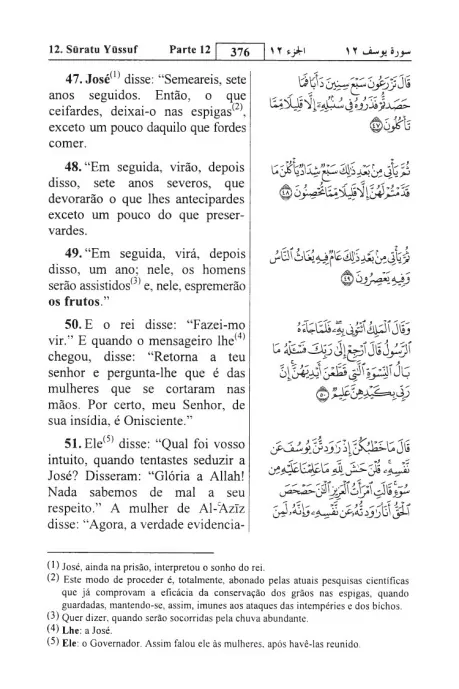 12. Sūratu Yūssuf Parte 12 376 الجزء ١٢ سورة يوسف ١٢
47. José(1) disse: “Semeareis, sete
anos seguidos. Então, o que
ceifardes, deixai-o nas espigas(2),
exceto um pouco daquilo que fordes
comer.
قَالَ تَزْرَعُونَ سَبْعَ سِنِينَ دَأَبًا فَمَا
حَصَدتُّمْ فَذَرُوهُ فِي سُنۢبُلِهِۦٓ إِلَّا قَلِيلًا مِّمَّا
تَأْكُلُونَ ٤٧
48. “Em seguida, virão, depois
disso, sete anos severos, que
devorarão o que lhes antecipardes
exceto um pouco do que preser-
vardes.
ثُمَّ يَأْتِي مِنۢ بَعْدِ ذَٰلِكَ سَبْعٌ شِدَادٌ يَأْكُلْنَ مَا
قَدَّمْتُمْ لَهُنَّ إِلَّا قَلِيلًا مِّمَّا تُحْصِنُونَ ٤٨
49. “Em seguida, virá, depois
disso, um ano; nele, os homens
serão assistidos(3) e, nele, espremerão
os frutos.”
ثُمَّ يَأْتِي مِنۢ بَعْدِ ذَٰلِكَ عَامٌ فِيهِ يُغَاثُ ٱلنَّاسُ
وَفِيهِ يَعْصِرُونَ ٤٩
50. E o rei disse: “Fazei-mo
vir.” E quando o mensageiro lhe(4)
chegou, disse: “Retorna a teu
senhor e pergunta-lhe que é das
mulheres que se cortaram nas
mãos. Por certo, meu Senhor, de
sua insídia, é Onisciente.”
وَقَالَ ٱلْمَلِكُ ٱئْتُونِي بِهِۦ فَلَمَّا جَآءَهُ
ٱلرَّسُولُ قَالَ ٱرْجِعْ إِلَىٰ رَبِّكَ فَسْـَٔلْهُ مَا
بَالُ ٱلنِّسْوَةِ ٱلَّٰتِي قَطَّعْنَ أَيْدِيَهُنَّ إِنَّ
رَبِّي بِكَيْدِهِنَّ عَلِيمٌ ٥٠
51. Ele(5) disse: “Qual foi vosso
intuito, quando tentastes seduzir a
José? Disseram: “Glória a Allah!
Nada sabemos de mal a seu
respeito.” A mulher de Al-ʿAzīz
disse: “Agora, a verdade evidencia-
قَالَ مَا خَطْبُكُنَّ إِذْ رَٰوَدتُّنَّ يُوسُفَ عَن
نَّفْسِهِۦ قُلْنَ حَٰشَ لِلَّهِ مَا عَلِمْنَا عَلَيْهِ مِن
سُوٓءٍ قَالَتِ ٱمْرَأَتُ ٱلْعَزِيزِ ٱلْـَٰٔنَ حَصْحَصَ
ٱلْحَقُّ أَنَا۠ رَٰوَدتُّهُۥ عَن نَّفْسِهِۦ وَإِنَّهُۥ لَمِنَ
(1) José, ainda na prisão, interpretou o sonho do rei.
(2) Este modo de proceder é, totalmente, abonado pelas atuais pesquisas científicas
que já comprovam a eficácia da conservação dos grãos nas espigas, quando
guardadas, mantendo-se, assim, imunes aos ataques das intempéries e dos bichos.
(3) Quer dizer, quando serão socorridas pela chuva abundante.
(4) Lhe: a José.
(5) Ele: o Governador. Assim falou ele às mulheres, após havê-las reunido.